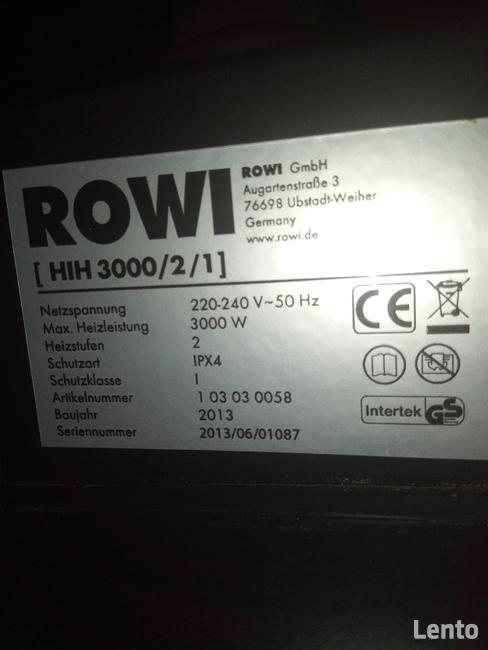 ROWI
ROWI GmbH
Augartenstraße 3
76698 Ubstadt-Weiher
Germany
www.rowi.de
[ HIH 3000/2/1]
Netzspannung 220-240 V~50 Hz
Max. Heizleistung 3000 W
Heizstufen 2
Schutzart IPX4
Schutzklasse I
Artikelnummer 1 03 03 0058
Baujahr 2013
Seriennummer 2013/06/01087
CE
Intertek GS
Lento